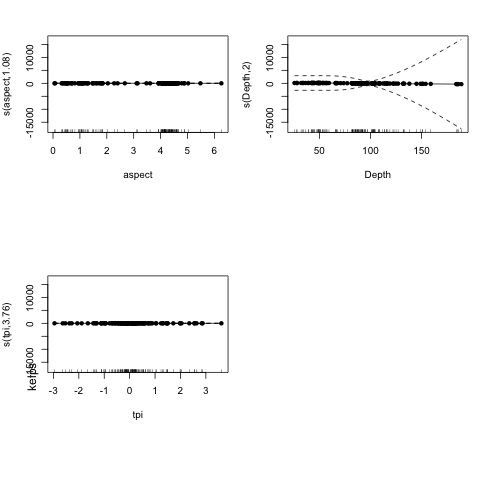 s(aspect,1.08)
-15000 0 10000
0 1 2 3 4 5 6
aspect
s(Depth,2)
-15000 0 10000
50 100 150
Depth
s(tpi,3.76)
-15000 0 10000
ketps
-3 -2 -1 0 1 2 3
tpi